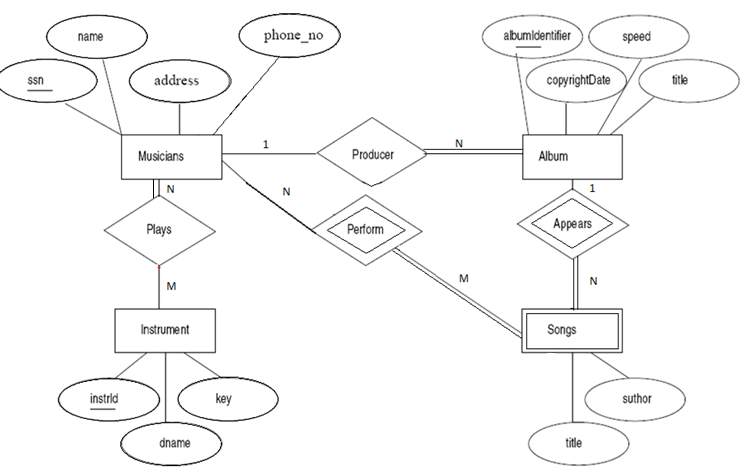 name
phone_no
albumIdentifier
speed
ssn
address
copyrightDate
title
1
N
Musicians
Producer
Album
N
N
1
Plays
Perform
Appears
M
M
N
Instrument
Songs
instrId
key
suthor
dname
title